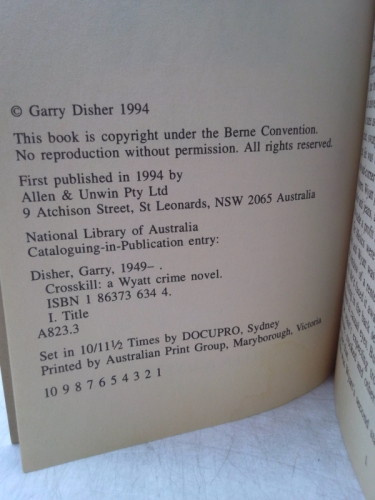 © Garry Disher 1994
This book is copyright under the Berne Convention.
No reproduction without permission. All rights reserved.
First published in 1994 by
Allen & Unwin Pty Ltd
9 Atchison Street, St Leonards, NSW 2065 Australia
National Library of Australia
Cataloguing-in-Publication entry:
Disher, Garry, 1949– .
Crosskill: a Wyatt crime novel.
ISBN 1 86373 634 4.
I. Title
A823.3
Set in 10/11½ Times by DOCUPRO, Sydney
Printed by Australian Print Group, Maryborough, Victoria
10 9 8 7 6 5 4 3 2 1